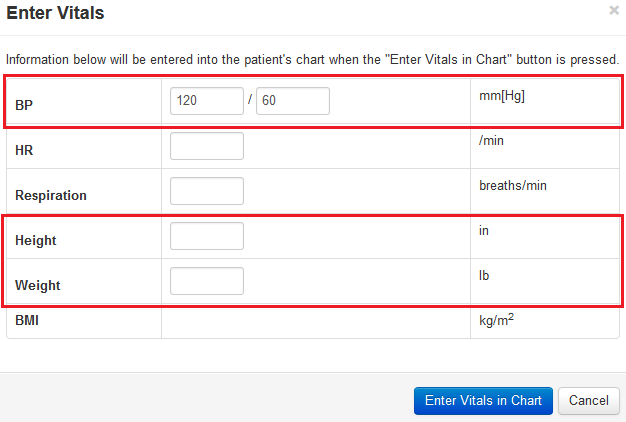 Enter Vitals ×
Information below will be entered into the patient's chart when the "Enter Vitals in Chart" button is pressed.
BP 120 / 60 mm[Hg]
HR /min
Respiration breaths/min
Height in
Weight lb
BMI kg/m²
Enter Vitals in Chart Cancel